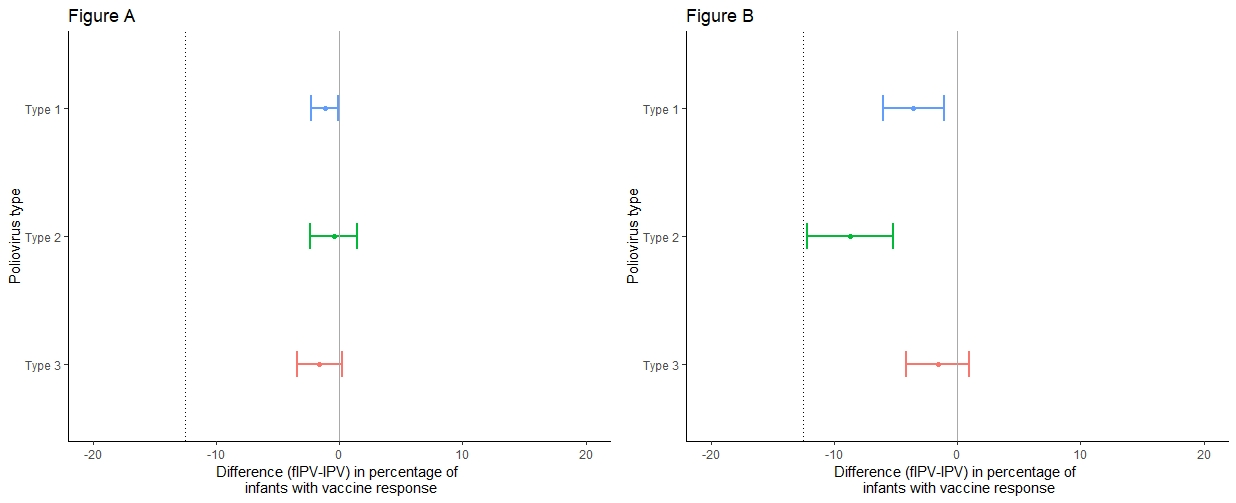 Figure A
Poliovirus type
Type 1
Type 2
Type 3
-20 -10 0 10 20
Difference (fIPV-IPV) in percentage of
infants with vaccine response
Figure B
Poliovirus type
Type 1
Type 2
Type 3
-20 -10 0 10 20
Difference (fIPV-IPV) in percentage of
infants with vaccine response